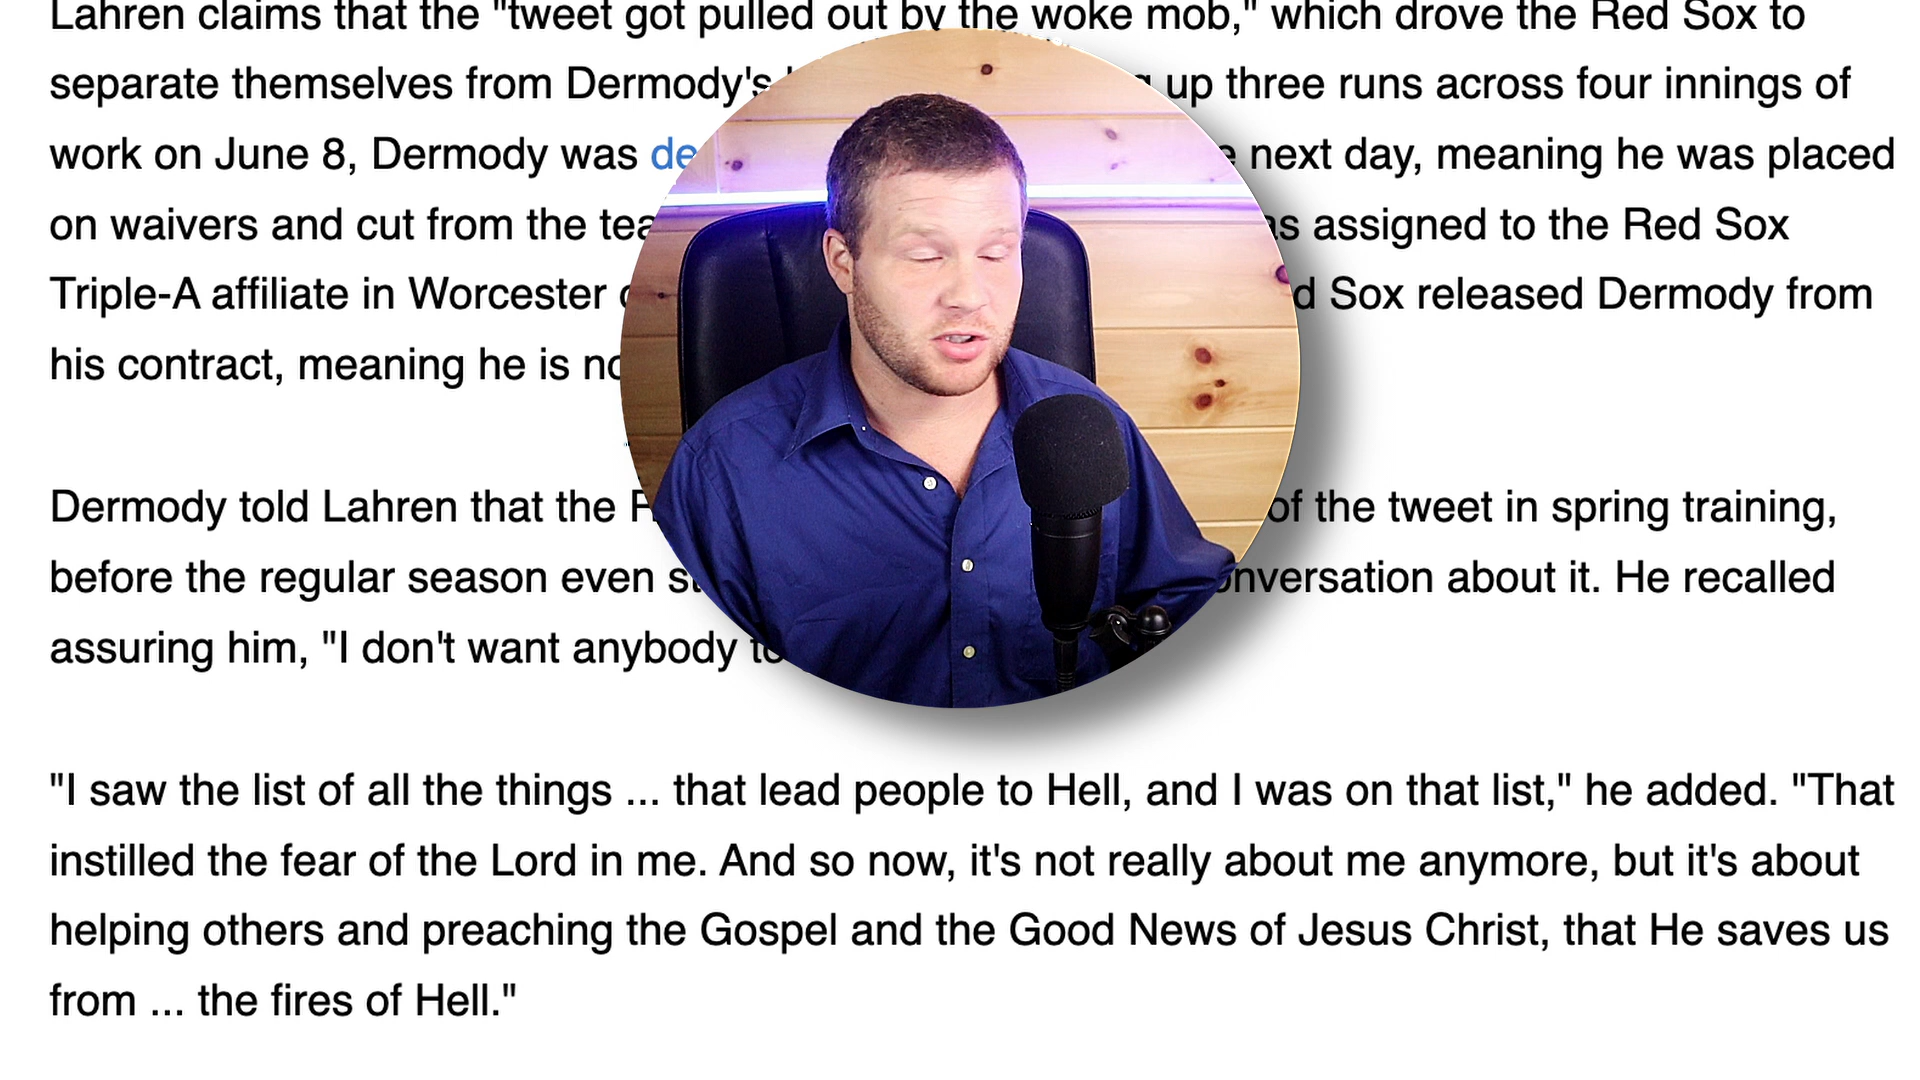 Lahren claims that the "tweet got pulled out by the woke mob," which drove the Red Sox to
separate themselves from Dermody's up three runs across four innings of
work on June 8, Dermody was next day, meaning he was placed
on waivers and cut from the assigned to the Red Sox
Triple-A affiliate in Worcester Sox released Dermody from
his contract, meaning he is
Dermody told Lahren that the of the tweet in spring training,
before the regular season even conversation about it. He recalled
assuring him, "I don't want anybody to
"I saw the list of all the things ... that lead people to Hell, and I was on that list," he added. "That
instilled the fear of the Lord in me. And so now, it's not really about me anymore, but it's about
helping others and preaching the Gospel and the Good News of Jesus Christ, that He saves us
from ... the fires of Hell."